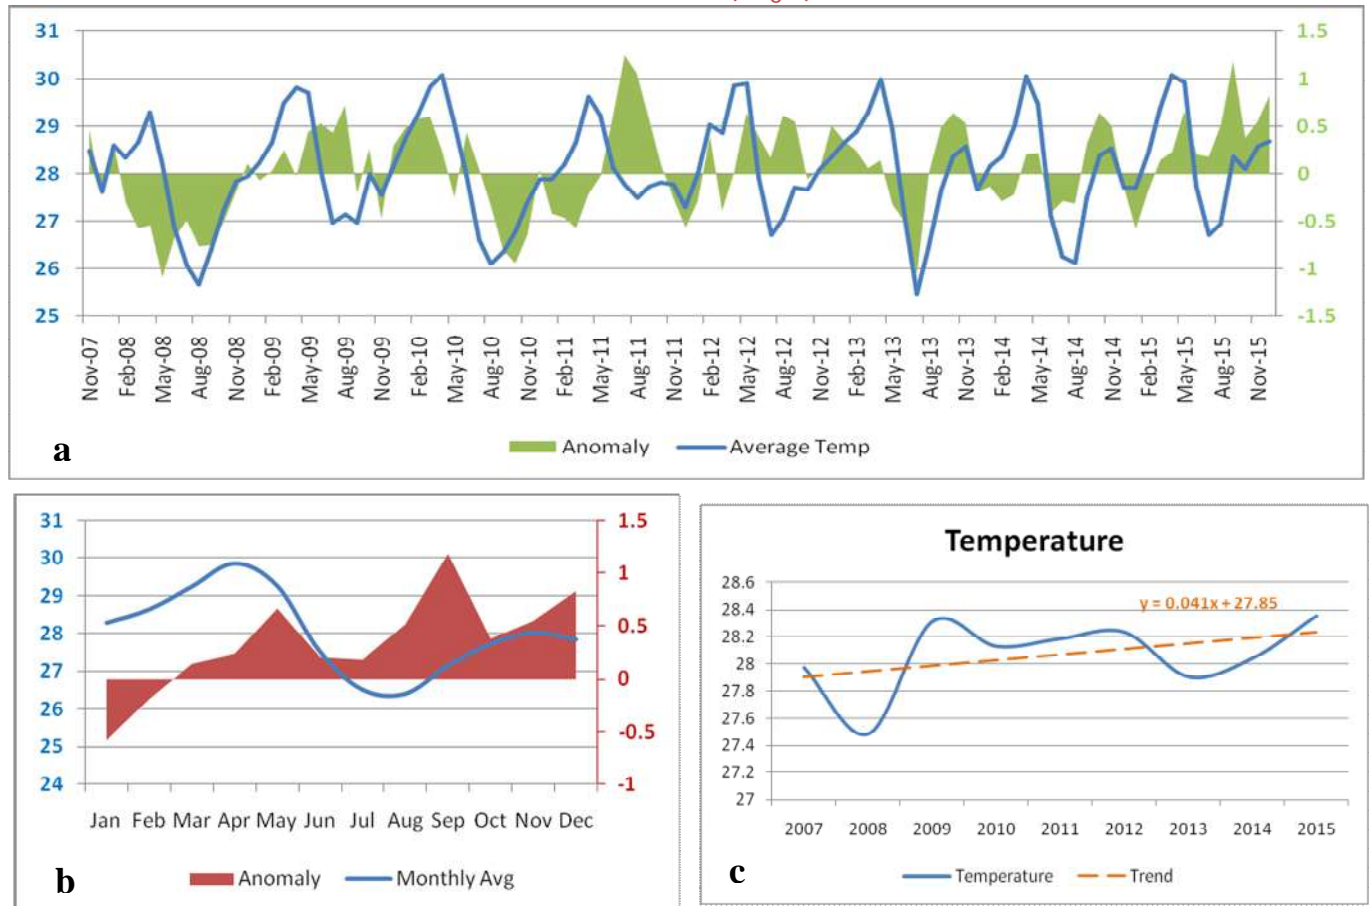 31 1.5
30 1
29 0.5
28 0
27 -0.5
26 -1
25 -1.5
Nov-07 Feb-08 May-08 Aug-08 Nov-08 Feb-09 May-09 Aug-09 Nov-09 Feb-10 May-10 Aug-10 Nov-10 Feb-11 May-11 Aug-11 Nov-11 Feb-12 May-12 Aug-12 Nov-12 Feb-13 May-13 Aug-13 Nov-13 Feb-14 May-14 Aug-14 Nov-14 Feb-15 May-15 Aug-15 Nov-15
Anomaly Average Temp
a
31 1.5
30 1
29
28 0.5
27 0
26 -0.5
25
24 -1
Jan Feb Mar Apr May Jun Jul Aug Sep Oct Nov Dec
Anomaly Monthly Avg
b
Temperature
28.6
y = 0.041x + 27.85
28.4
28.2
28
27.8
27.6
27.4
27.2
27
2007 2008 2009 2010 2011 2012 2013 2014 2015
Temperature Trend
c